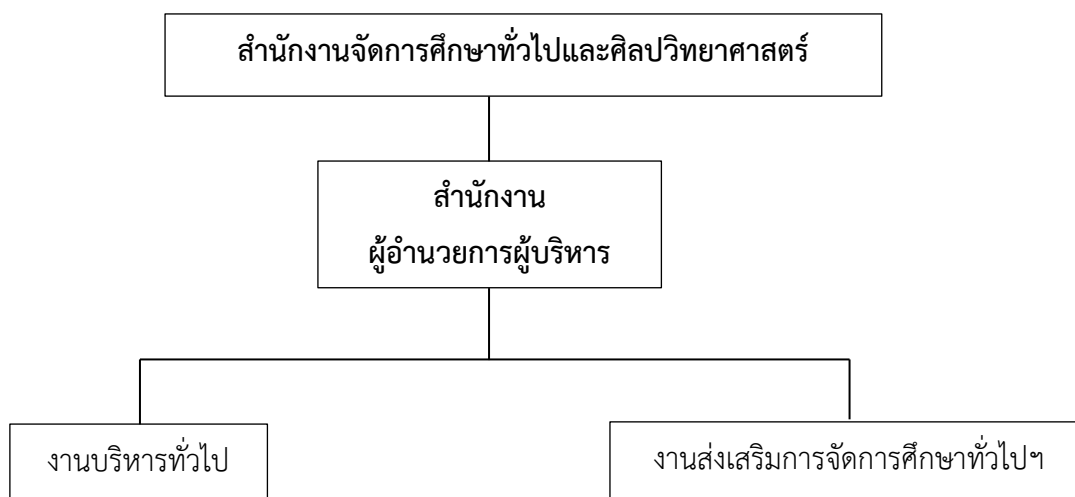 สำนักงานจัดการศึกษาทั่วไปและศิลปวิทยาศาสตร์
สำนักงาน
ผู้อำนวยการผู้บริหาร
งานบริหารทั่วไป
งานส่งเสริมการจัดการศึกษาทั่วไปฯ